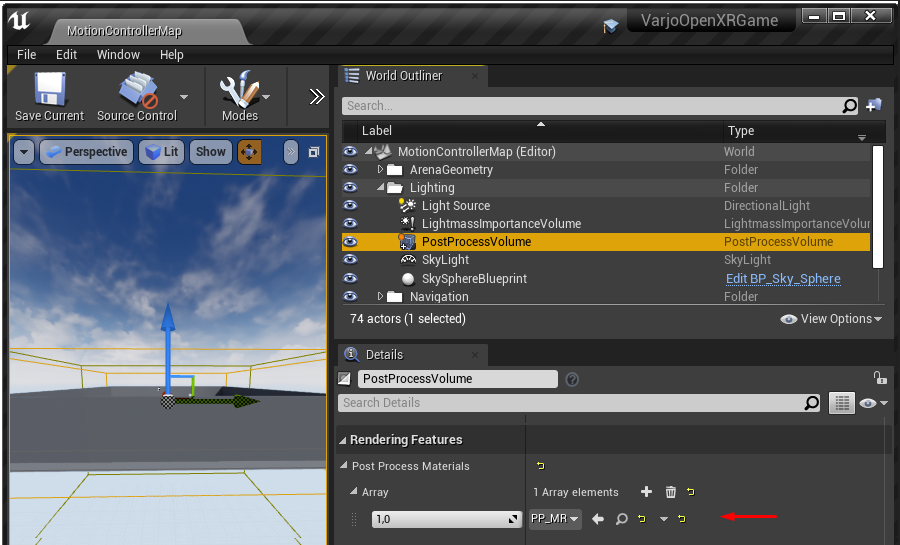 MotionControllerMap
VarjoOpenXRGame
File Edit Window Help
Save Current Source Control Modes
Perspective Lit Show
World Outliner
Search...
Label Type
MotionControllerMap (Editor) World
ArenaGeometry Folder
Lighting Folder
Light Source DirectionalLight
LightmassImportanceVolume LightmassImportanceVolur
PostProcessVolume PostProcessVolume
SkyLight SkyLight
SkySphereBlueprint Edit BP_Sky_Sphere
Navigation Folder
74 actors (1 selected) View Options
Details
PostProcessVolume
Search Details
Rendering Features
Post Process Materials
Array 1 Array elements
1,0 PP_MR